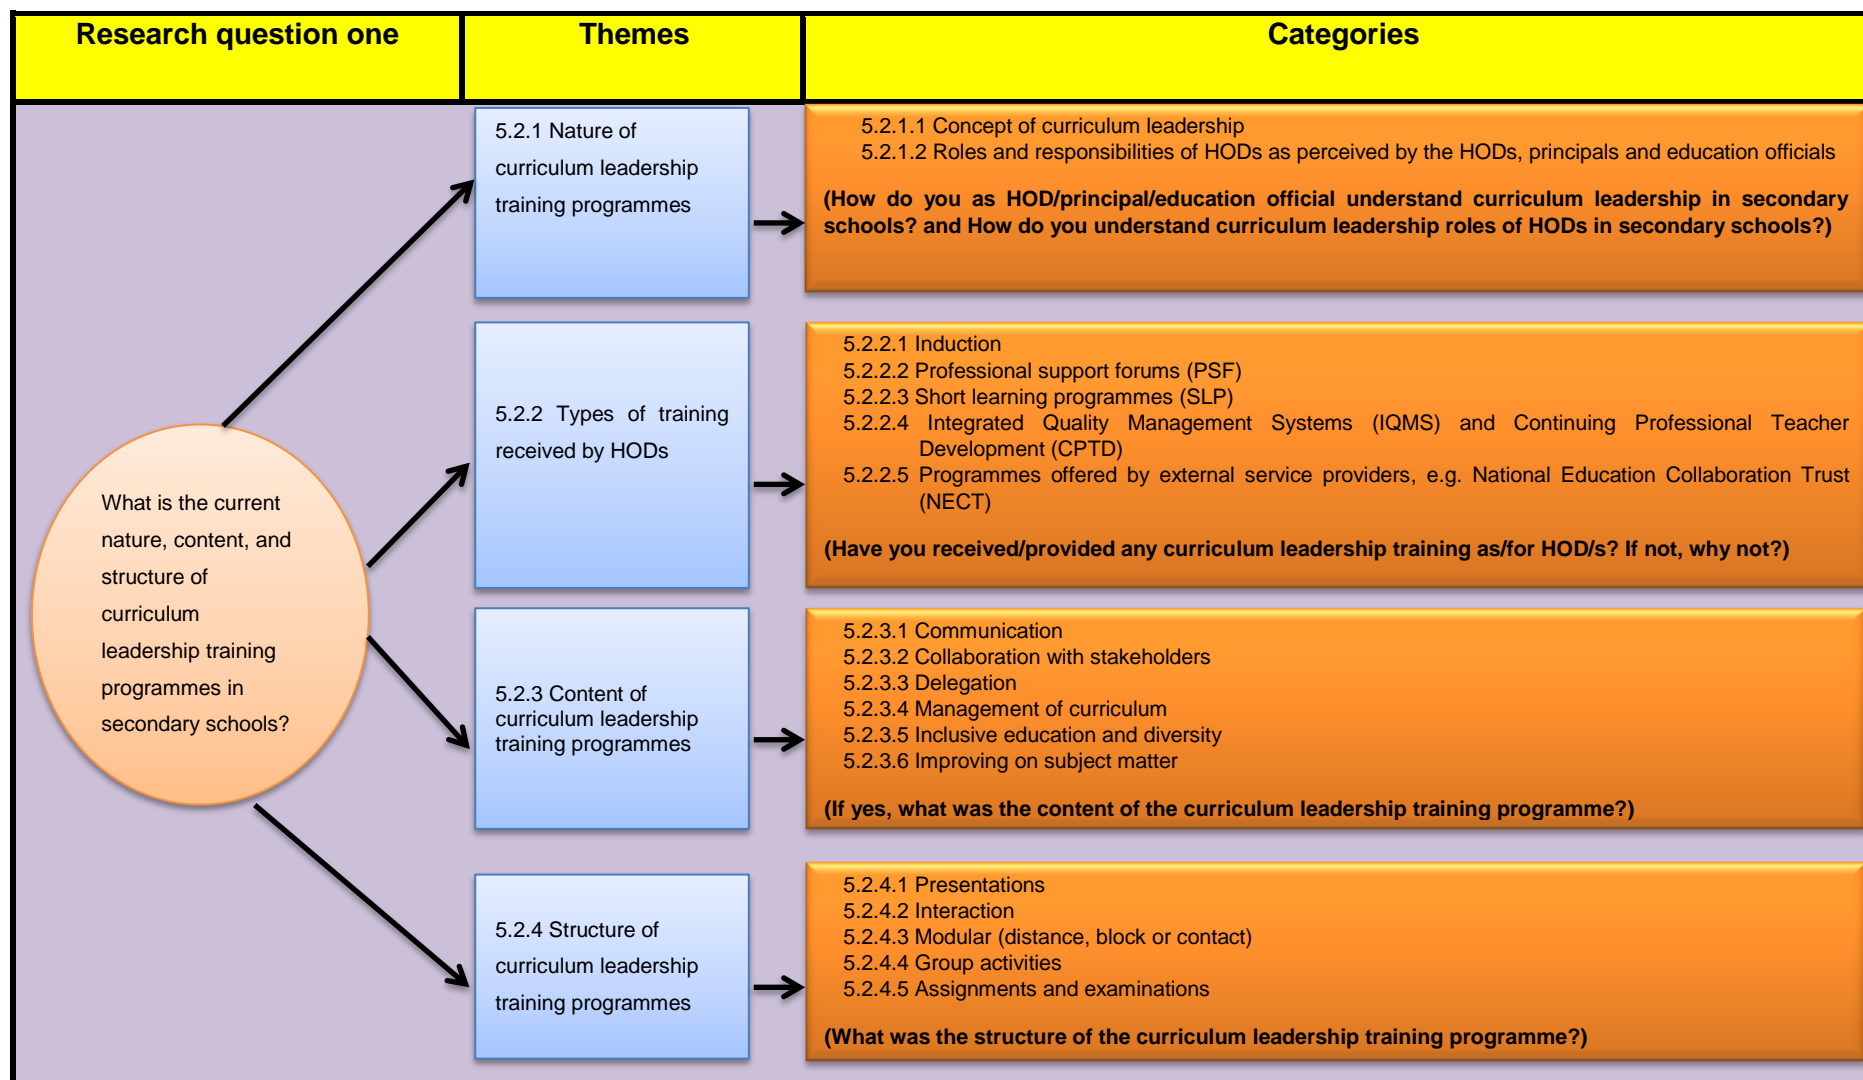 Research question one
Themes
Categories
What is the current
nature, content, and
structure of
curriculum
leadership training
programmes in
secondary schools?
5.2.1 Nature of
curriculum leadership
training programmes
5.2.1.1 Concept of curriculum leadership
5.2.1.2 Roles and responsibilities of HODs as perceived by the HODs, principals and education officials
(How do you as HOD/principal/education official understand curriculum leadership in secondary
schools? and How do you understand curriculum leadership roles of HODs in secondary schools?)
5.2.2 Types of training
received by HODs
5.2.2.1 Induction
5.2.2.2 Professional support forums (PSF)
5.2.2.3 Short learning programmes (SLP)
5.2.2.4 Integrated Quality Management Systems (IQMS) and Continuing Professional Teacher
Development (CPTD)
5.2.2.5 Programmes offered by external service providers, e.g. National Education Collaboration Trust
(NECT)
(Have you received/provided any curriculum leadership training as/for HOD/s? If not, why not?)
5.2.3 Content of
curriculum leadership
training programmes
5.2.3.1 Communication
5.2.3.2 Collaboration with stakeholders
5.2.3.3 Delegation
5.2.3.4 Management of curriculum
5.2.3.5 Inclusive education and diversity
5.2.3.6 Improving on subject matter
(If yes, what was the content of the curriculum leadership training programme?)
5.2.4 Structure of
curriculum leadership
training programmes
5.2.4.1 Presentations
5.2.4.2 Interaction
5.2.4.3 Modular (distance, block or contact)
5.2.4.4 Group activities
5.2.4.5 Assignments and examinations
(What was the structure of the curriculum leadership training programme?)